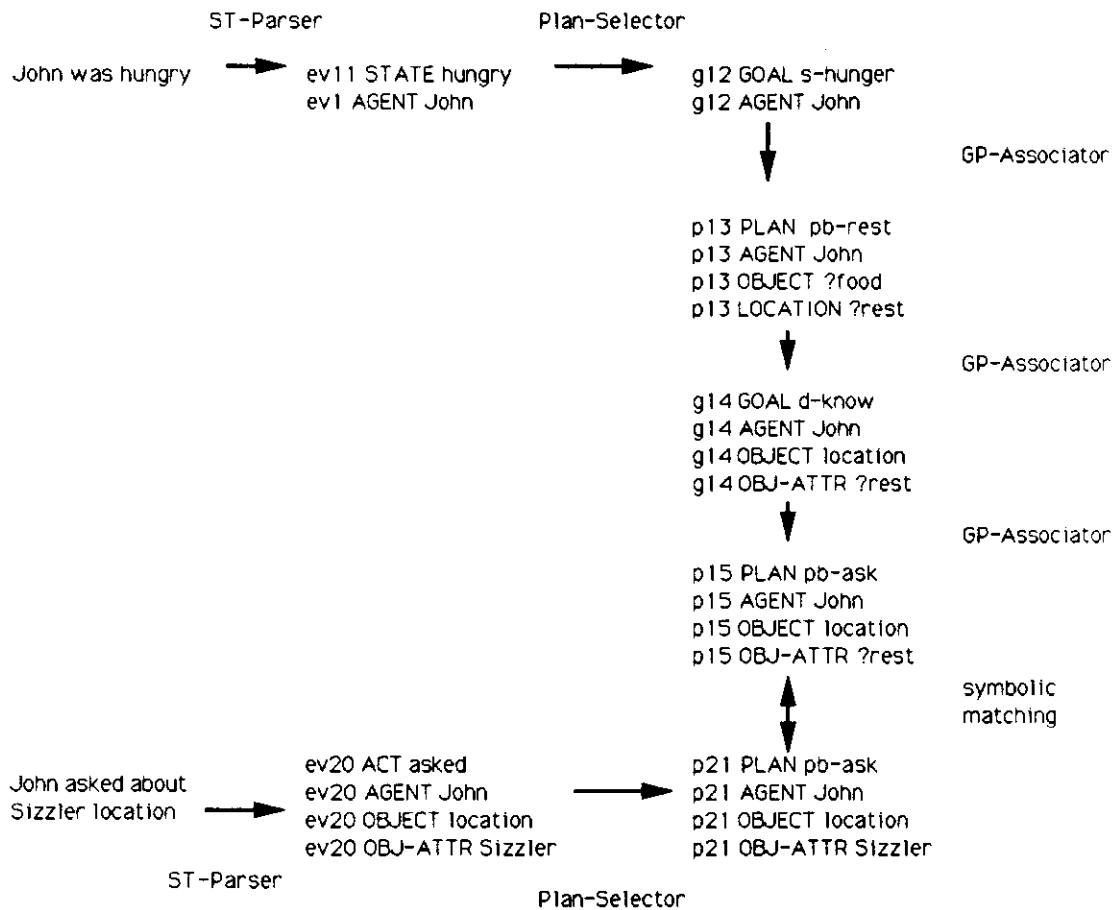 ST-Parser
Plan-Selector
John was hungry
ev11 STATE hungry
ev1 AGENT John
g12 GOAL s-hunger
g12 AGENT John
GP-Associator
p13 PLAN pb-rest
p13 AGENT John
p13 OBJECT ?food
p13 LOCATION ?rest
GP-Associator
g14 GOAL d-know
g14 AGENT John
g14 OBJECT location
g14 OBJ-ATTR ?rest
GP-Associator
p15 PLAN pb-ask
p15 AGENT John
p15 OBJECT location
p15 OBJ-ATTR ?rest
symbolic
matching
John asked about
Sizzler location
ev20 ACT asked
ev20 AGENT John
ev20 OBJECT location
ev20 OBJ-ATTR Sizzler
p21 PLAN pb-ask
p21 AGENT John
p21 OBJECT location
p21 OBJ-ATTR Sizzler
ST-Parser
Plan-Selector